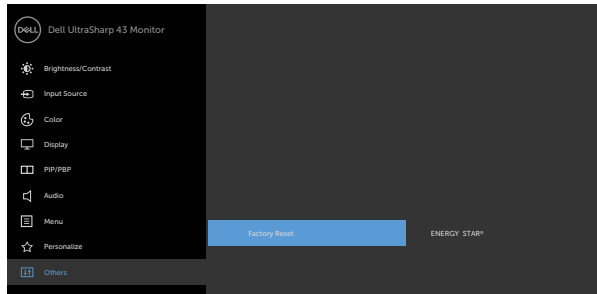 DELL
Dell UltraSharp 43 Monitor
Brightness/Contrast
Input Source
Color
Display
PIP/PBP
Audio
Menu
Personalize
Others
Factory Reset
ENERGY STAR®